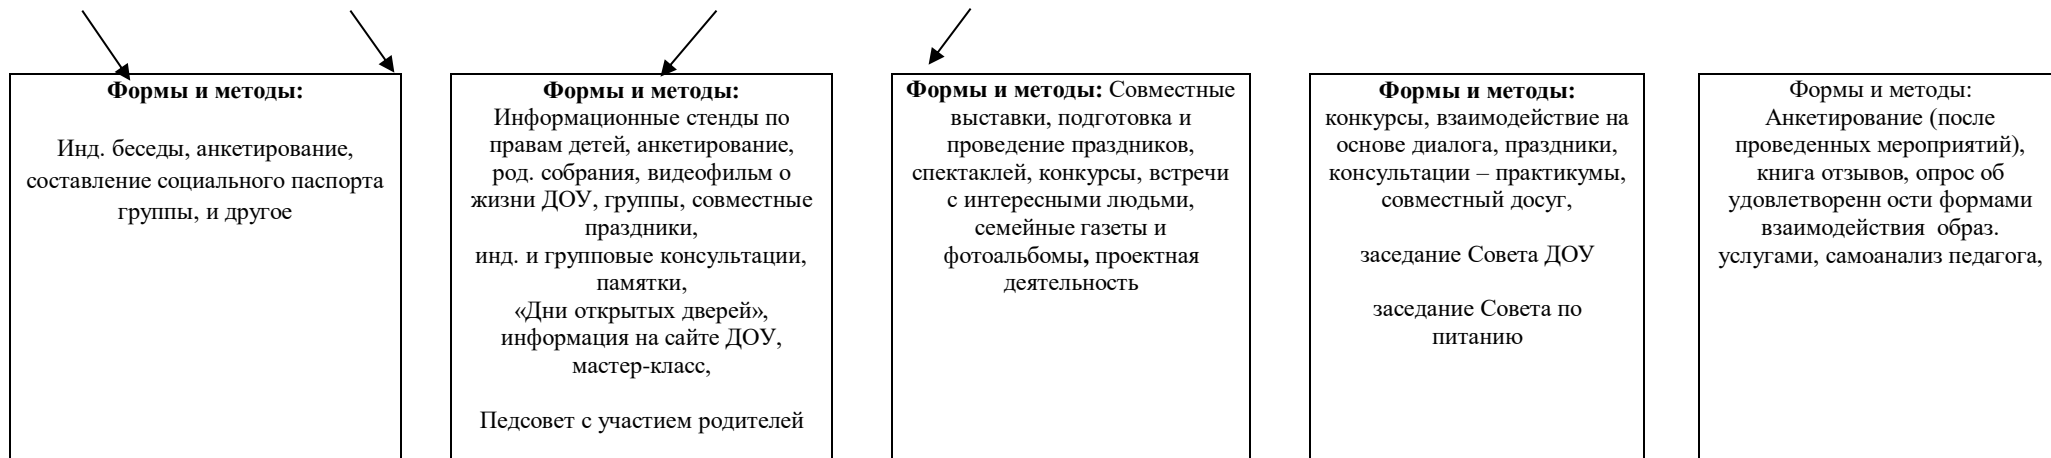 Формы и методы:
Инд. беседы, анкетирование,
составление социального паспорта
группы, и другое
Формы и методы:
Информационные стенды по
правам детей, анкетирование,
род. собрания, видеофильм о
жизни ДОУ, группы, совместные
праздники,
инд. и групповые консультации,
памятки,
«Дни открытых дверей»,
информация на сайте ДОУ,
мастер-класс,
Педсовет с участием родителей
Формы и методы: Совместные
выставки, подготовка и
проведение праздников,
спектаклей, конкурсы, встречи
с интересными людьми,
семейные газеты и
фотоальбомы, проектная
деятельность
Формы и методы:
конкурсы, взаимодействие на
основе диалога, праздники,
консультации – практикумы,
совместный досуг,
заседание Совета ДОУ
заседание Совета по
питанию
Формы и методы:
Анкетирование (после
проведенных мероприятий),
книга отзывов, опрос об
удовлетворенн ости формами
взаимодействия образ.
услугами, самоанализ педагога,